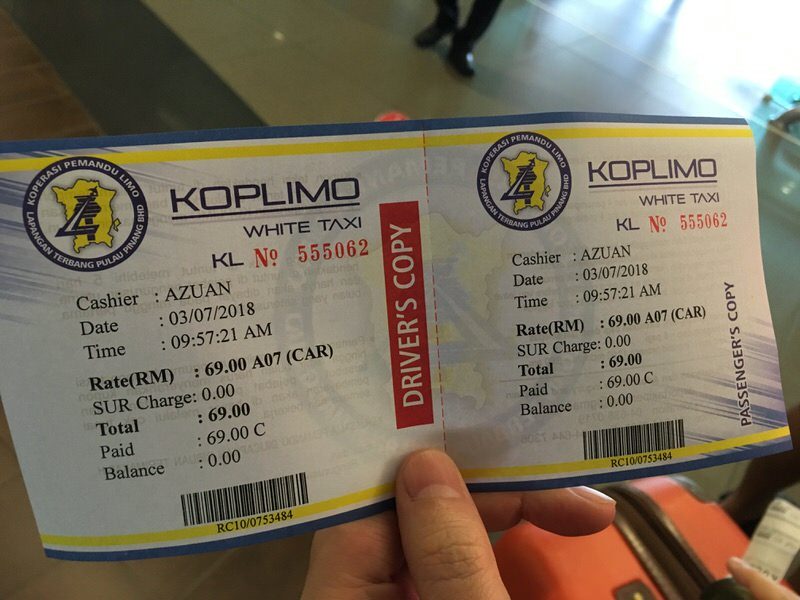 KOPERASI PEMANDU LIMO
LAPANGAN TERBANG PULAU PINANG BHD
KOPLIMO
WHITE TAXI
KL No 555062
Cashier : AZUAN
Date : 03/07/2018
Time : 09:57:21 AM
Rate(RM) : 69.00 A07 (CAR)
SUR Charge: 0.00
Total : 69.00
Paid : 69.00 C
Balance : 0.00
RC10/0753484
DRIVER'S COPY
KOPERASI PEMANDU LIMO
LAPANGAN TERBANG PULAU PINANG BHD
KOPLIMO
WHITE TAXI
KL No 555062
Cashier : AZUAN
Date : 03/07/2018
Time : 09:57:21 AM
Rate(RM) : 69.00 A07 (CAR)
SUR Charge: 0.00
Total : 69.00
Paid : 69.00 C
Balance : 0.00
RC10/0753484
PASSENGER'S COPY